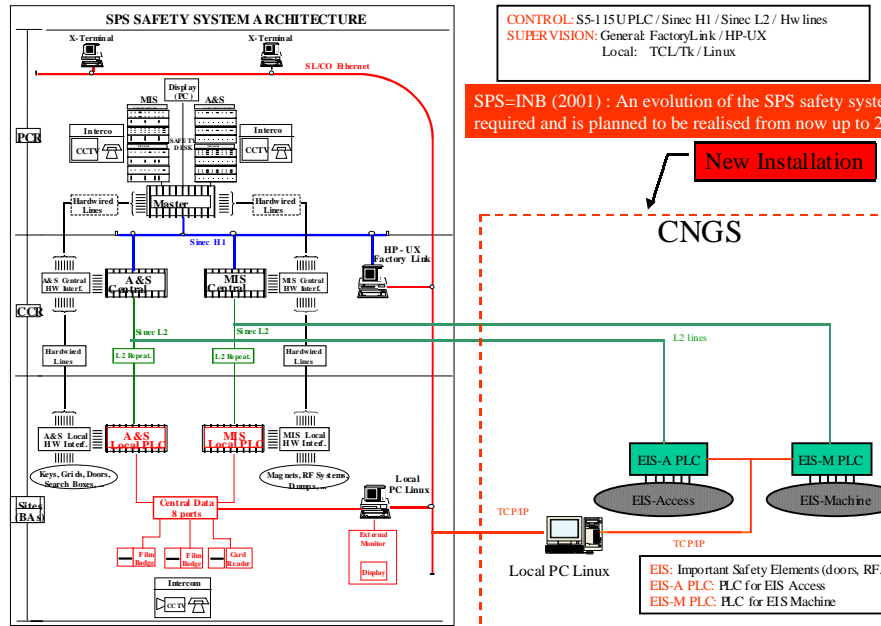 SPS SAFETY SYSTEM ARCHITECTURE
X-Terminal
X-Terminal
SL/CO Ethernet
Display
(PC)
MIS
A&S
Interco
CCTV
SAFETY
DESK
Interco
CCTV
PCR
Hardwired
Lines
Master
Hardwired
Lines
Sinec H1
HP - UX
Factory Link
A&S Central
HW Interf.
A&S
Central
MIS
Central
MIS Central
HW Interf.
CCR
Sinec L2
Sinec L2
Hardwired
Lines
L2 Repeat.
L2 Repeat.
Hardwired
Lines
A&S Local
HW Interf.
A&S
Local PLC
MIS
Local PLC
MIS Local
HW Interf.
Keys, Grids, Doors,
Search Boxes, ..
Magnets, RF Systems,
Dumps, ..
Local
PC Linux
Sites
(BAs)
Central Data
8 ports
External
Monitor
Display
Film
Badge
Film
Badge
Card
Reader
Intercom
CCTV
CONTROL: S5-115U PLC / Sinec H1 / Sinec L2 / Hw lines
SUPERVISION: General: FactoryLink / HP-UX
Local: TCL/Tk / Linux
SPS=INB (2001) : An evolution of the SPS safety syste
required and is planned to be realised from now up to 2
New Installation
CNGS
L2 lines
EIS-A PLC
EIS-M PLC
EIS-Access
EIS-Machine
TCP/IP
TCP/IP
Local PC Linux
EIS: Important Safety Elements (doors, RF.
EIS-A PLC: PLC for EIS Access
EIS-M PLC: PLC for EIS Machine